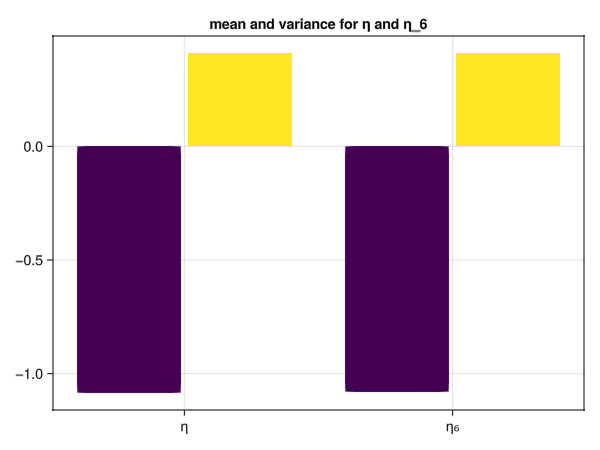 mean and variance for η and η_6
0.0
−0.5
−1.0
η
η₆